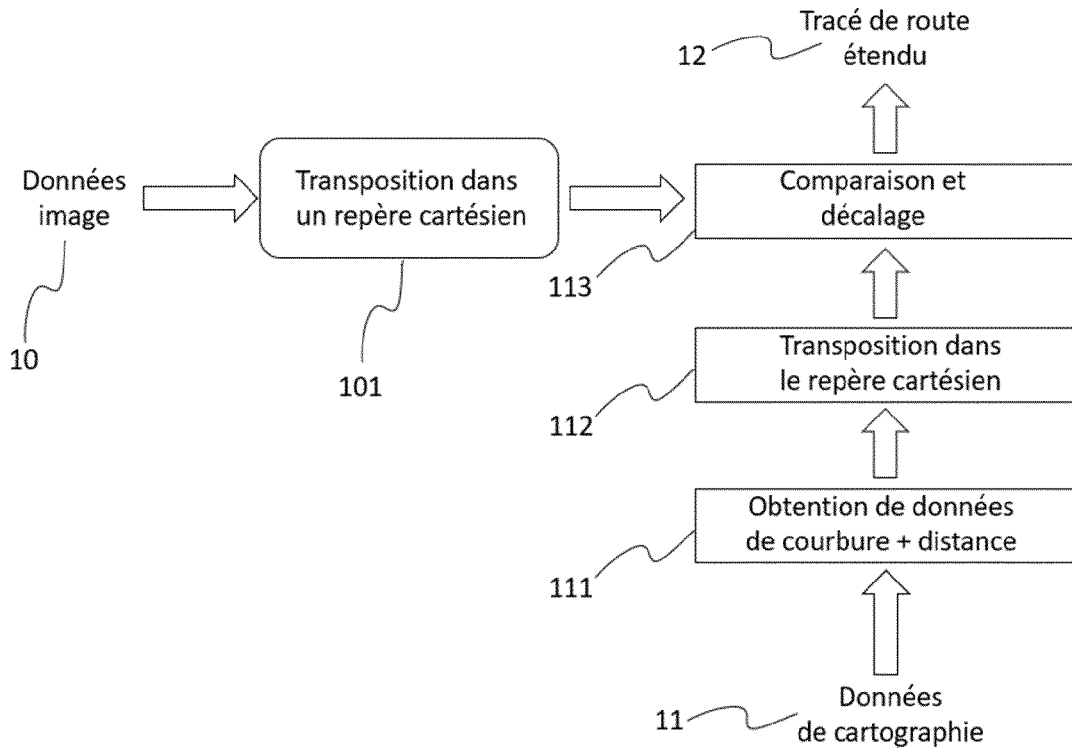 Tracé de route
étendu
12
Données
image
10
Transposition dans
un repère cartésien
101
Comparaison et
décalage
113
Transposition dans
le repère cartésien
112
Obtention de données
de courbure + distance
111
Données
de cartographie
11